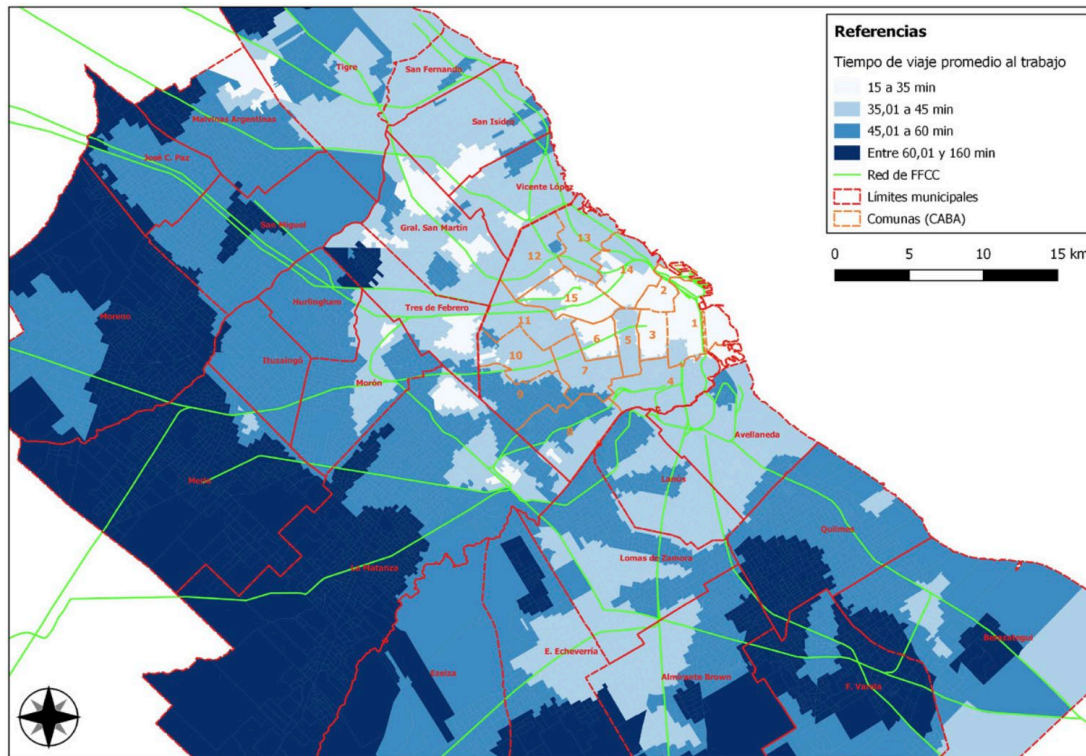 Referencias
Tiempo de viaje promedio al trabajo
15 a 35 min
35,01 a 45 min
45,01 a 60 min
Entre 60,01 y 160 min
Red de FFCC
Límites municipales
Comunas (CABA)
0 5 10 15 km
Tigre
San Fernando
Malvinas Argentinas
San Isidro
José C. Paz
Vicente López
San Miguel
Gral. San Martín
13
12
14
2
15
Hurlingham
Tres de Febrero
Moreno
11
1
3
6
5
10
Ituzaingó
7
Morón
4
9
8
Avellaneda
Merlo
Lanús
Quilmes
Lomas de Zamora
La Matanza
Berazategui
E. Echeverría
Ezeiza
Almirante Brown
F. Varela